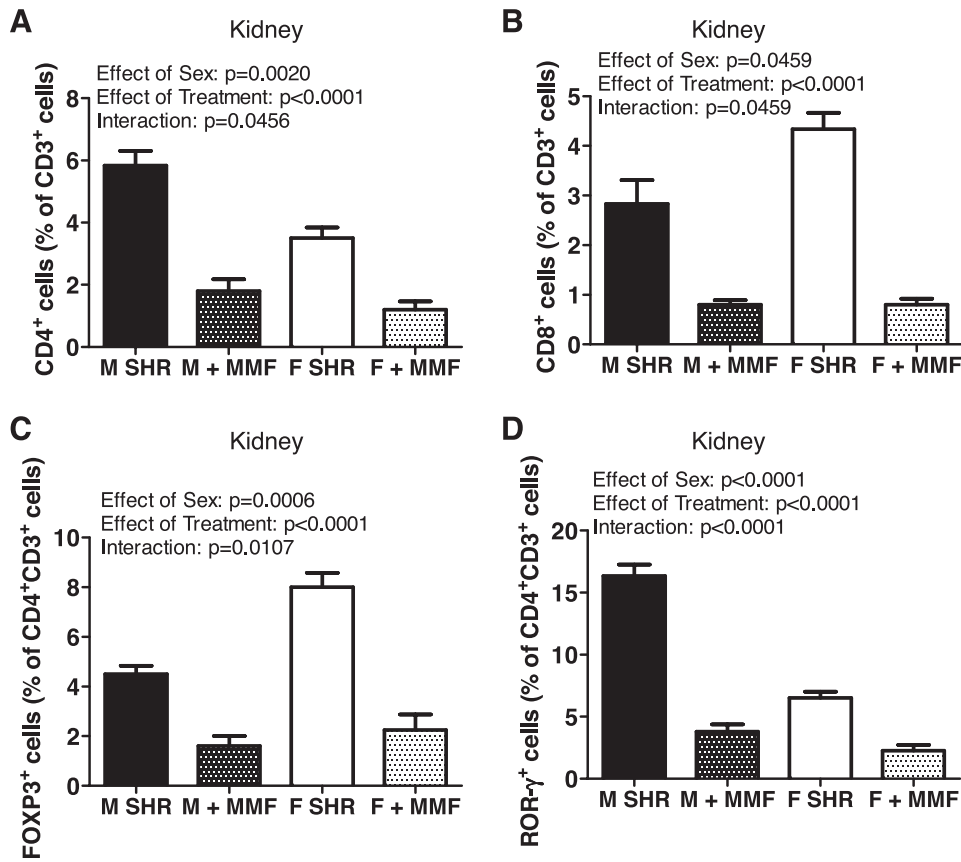 A
Kidney
Effect of Sex: p=0.0020
Effect of Treatment: p<0.0001
Interaction: p=0.0456
CD4+ cells (% of CD3+ cells)
8
6
4
2
0
M SHR M + MMF F SHR F + MMF
B
Kidney
Effect of Sex: p=0.0459
Effect of Treatment: p<0.0001
Interaction: p=0.0459
CD8+ cells (% of CD3+ cells)
5
4
3
2
1
0
M SHR M + MMF F SHR F + MMF
C
Kidney
Effect of Sex: p=0.0006
Effect of Treatment: p<0.0001
Interaction: p=0.0107
FOXP3+ cells (% of CD4+CD3+ cells)
10
8
6
4
2
0
M SHR M + MMF F SHR F + MMF
D
Kidney
Effect of Sex: p<0.0001
Effect of Treatment: p<0.0001
Interaction: p<0.0001
ROR-γ+ cells (% of CD4+CD3+ cells)
20
15
10
5
0
M SHR M + MMF F SHR F + MMF